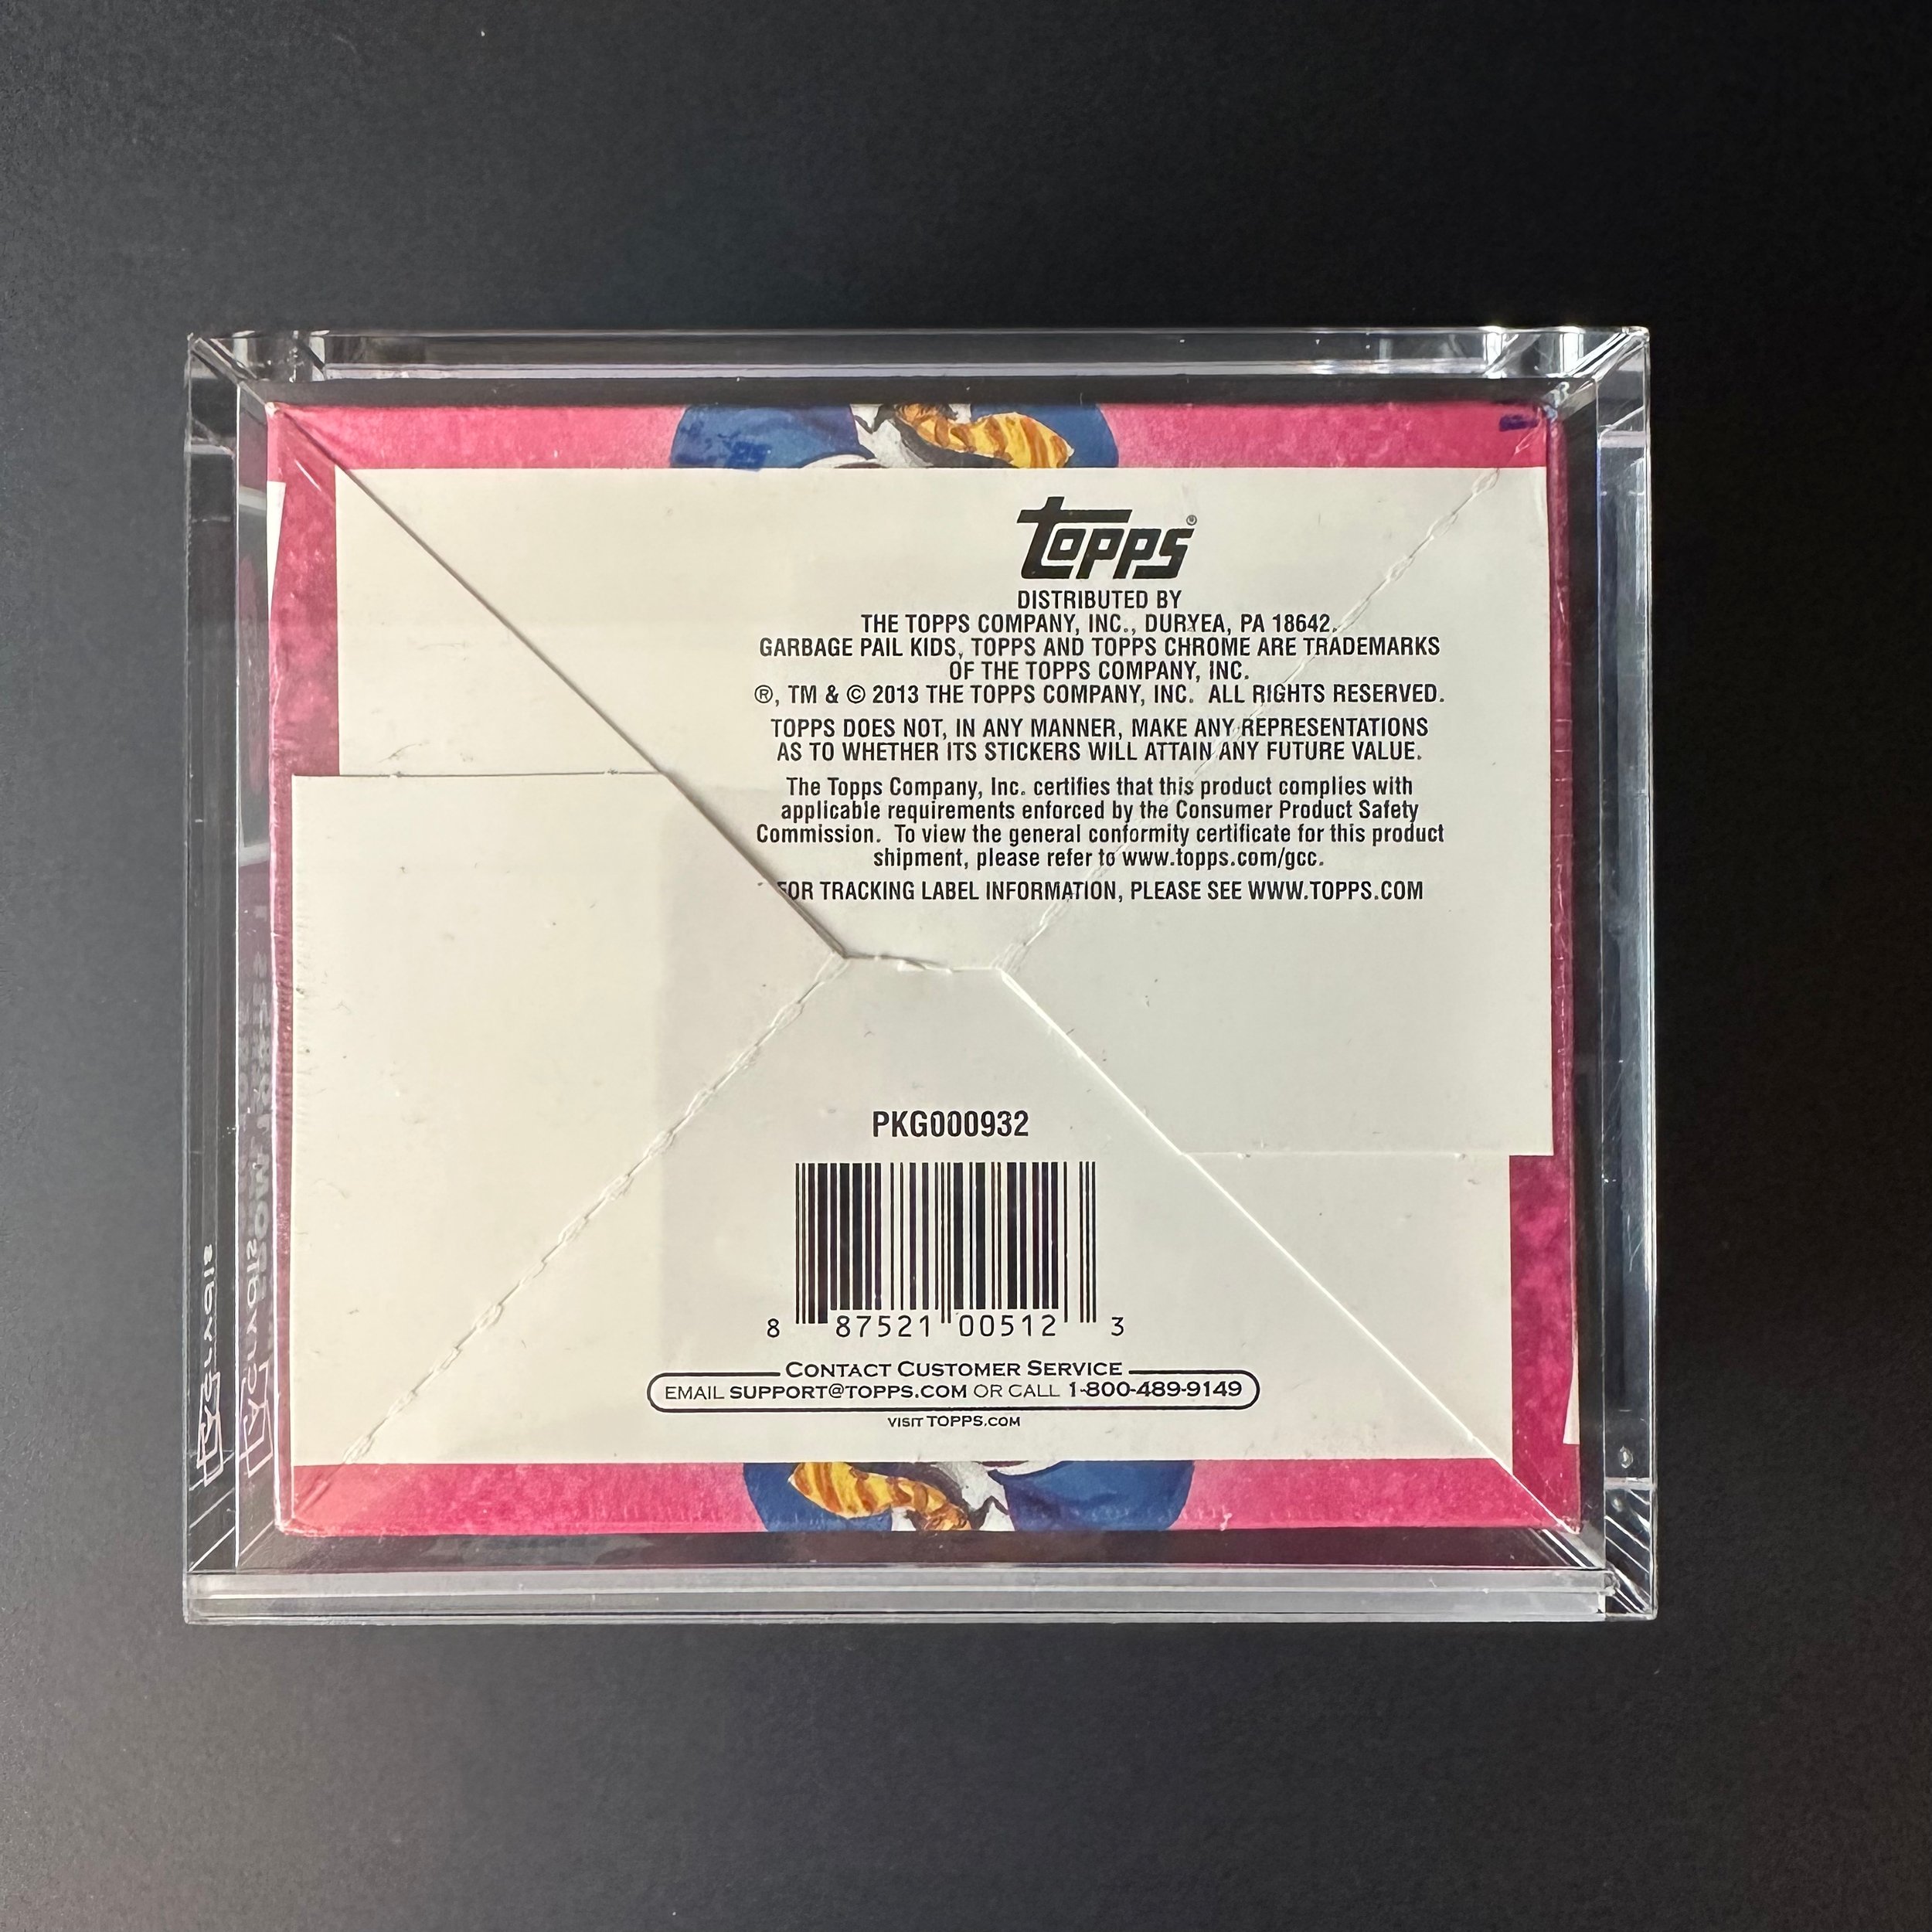 Topps®
DISTRIBUTED BY
THE TOPPS COMPANY, INC., DURYEA, PA 18642.
GARBAGE PAIL KIDS, TOPPS AND TOPPS CHROME ARE TRADEMARKS
OF THE TOPPS COMPANY, INC.
®, TM & © 2013 THE TOPPS COMPANY, INC. ALL RIGHTS RESERVED.
TOPPS DOES NOT, IN ANY MANNER, MAKE ANY REPRESENTATIONS
AS TO WHETHER ITS STICKERS WILL ATTAIN ANY FUTURE VALUE.
The Topps Company, Inc. certifies that this product complies with
applicable requirements enforced by the Consumer Product Safety
Commission. To view the general conformity certificate for this product
shipment, please refer to www.topps.com/gcc.
FOR TRACKING LABEL INFORMATION, PLEASE SEE WWW.TOPPS.COM
PKG000932
8 87521 00512 3
CONTACT CUSTOMER SERVICE
EMAIL SUPPORT@TOPPS.COM OR CALL 1-800-489-9149
VISIT TOPPS.COM